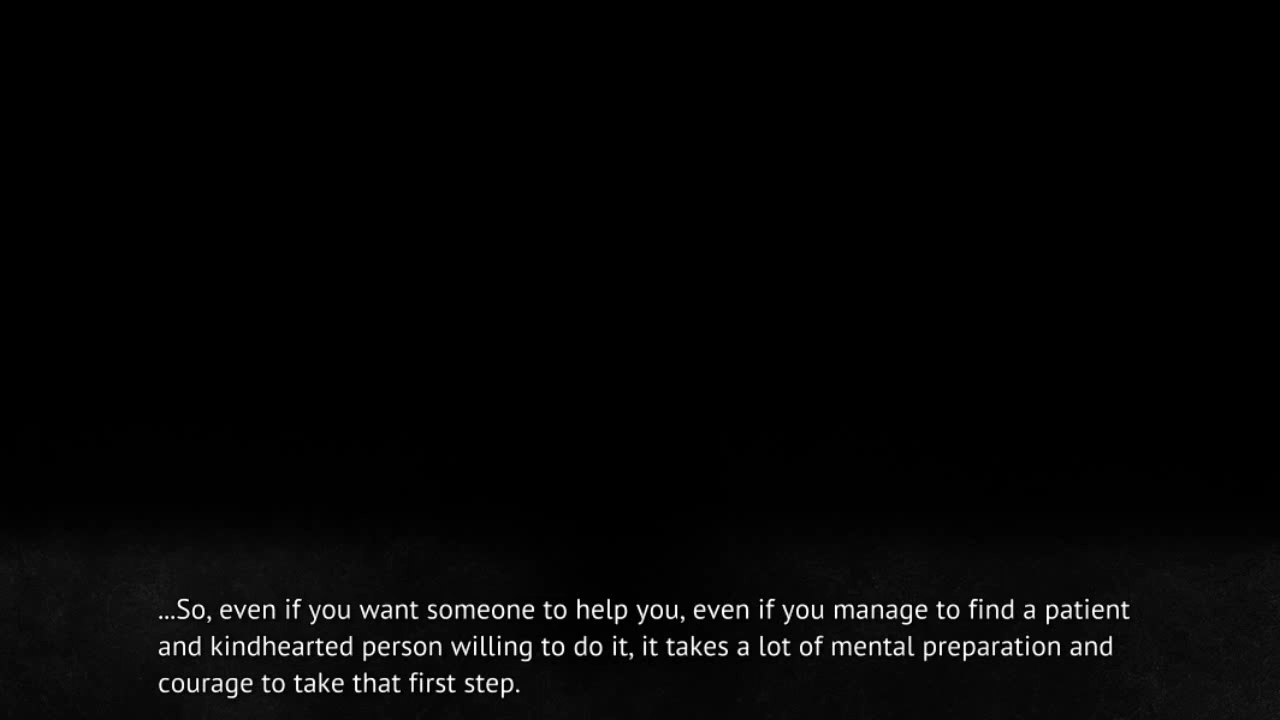 ...So, even if you want someone to help you, even if you manage to find a patient
and kindhearted person willing to do it, it takes a lot of mental preparation and
courage to take that first step.